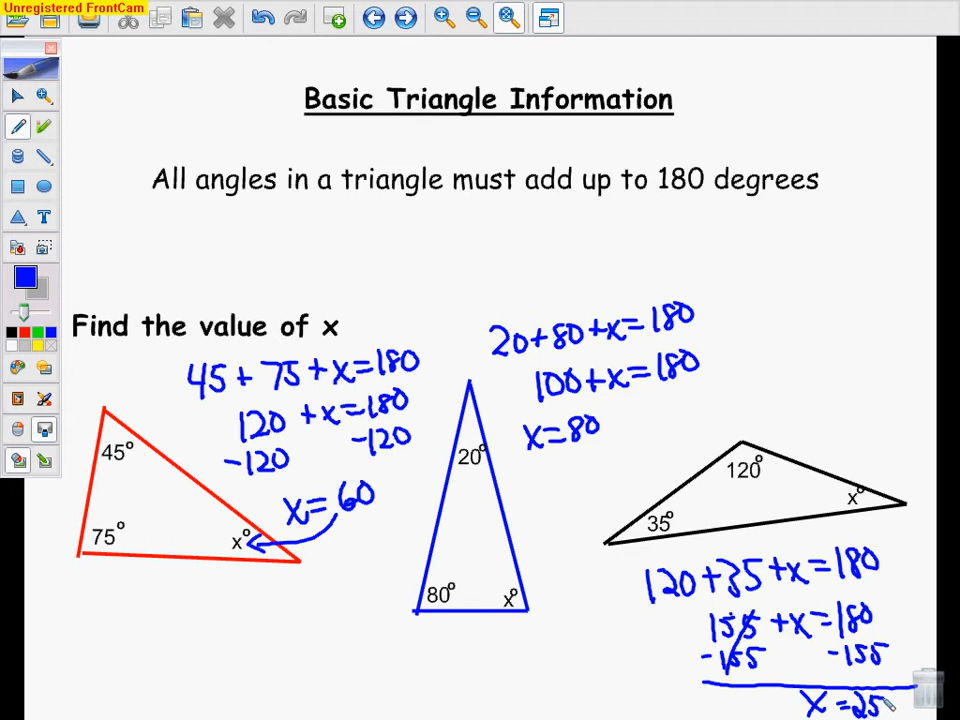 Unregistered FrontCam
Basic Triangle Information
All angles in a triangle must add up to 180 degrees
Find the value of x
45 + 75 + x = 180
120 + x = 180
-120 -120
x = 60
45°
75°
x°
20 + 80 + x = 180
100 + x = 180
x = 80
20°
80°
x°
120°
35°
x°
120 + 35 + x = 180
155 + x = 180
-155 -155
x = 25